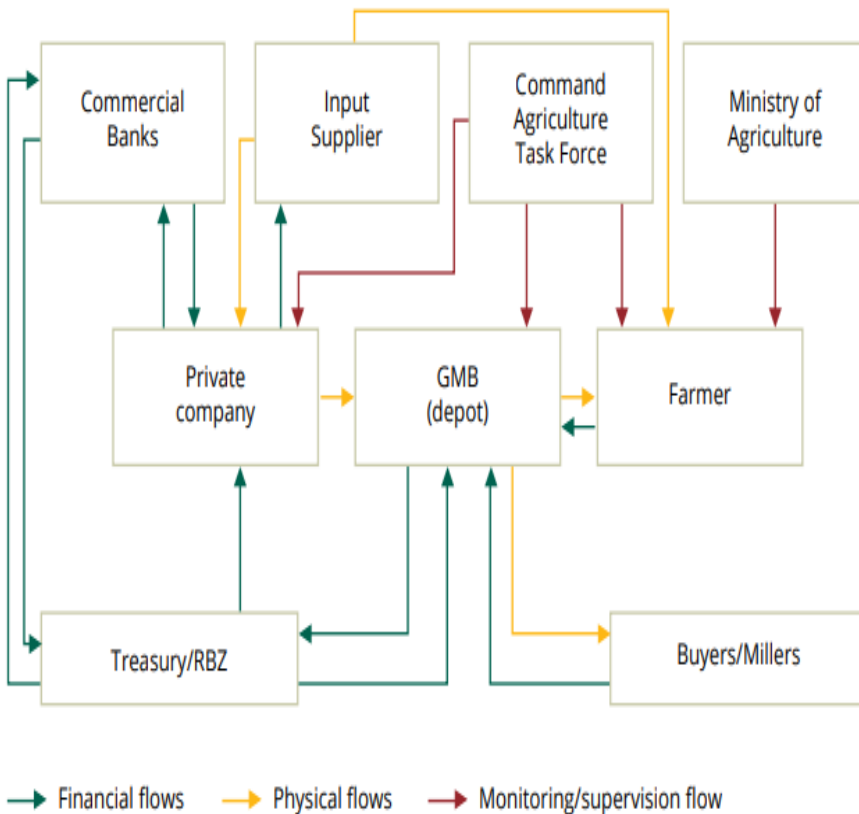 Commercial
Banks
Input
Supplier
Command
Agriculture
Task Force
Ministry of
Agriculture
Private
company
GMB
(depot)
Farmer
Treasury/RBZ
Buyers/Millers
Financial flows
Physical flows
Monitoring/supervision flow